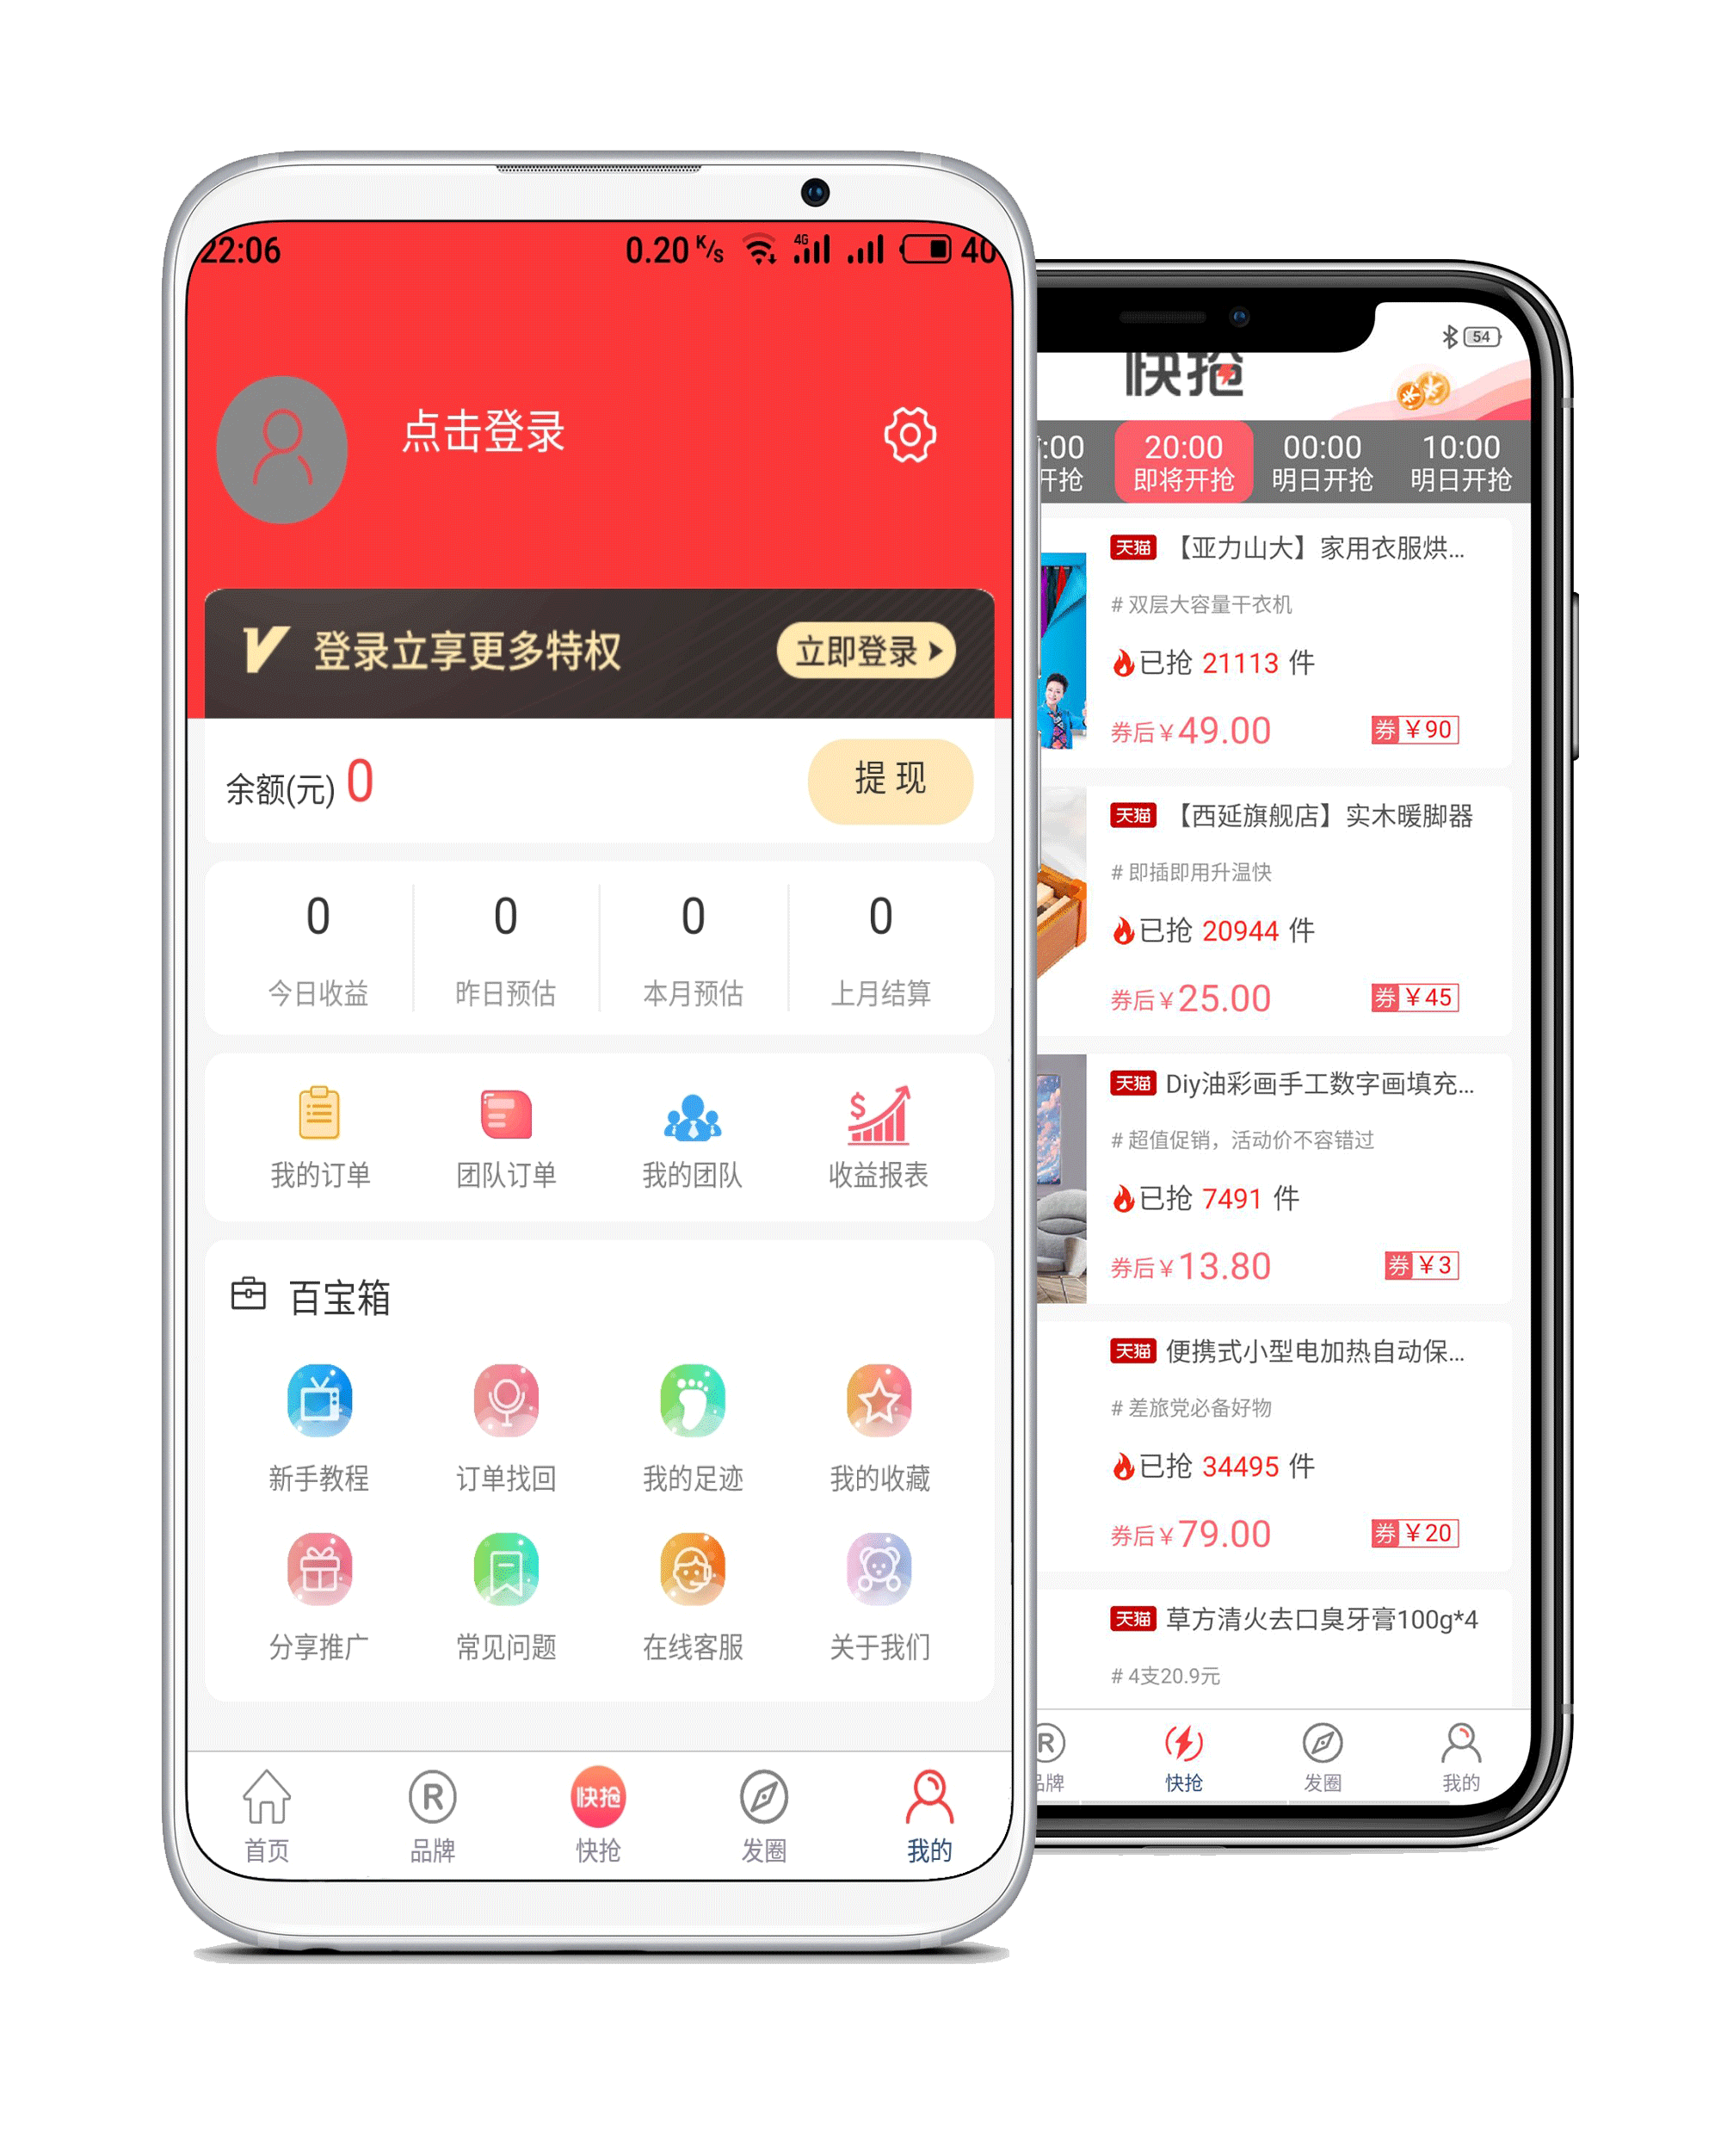 22:06
0.20 K/s 4G 40
点击登录
V 登录立享更多特权 立即登录
余额(元) 0 提 现
0 0 0 0
今日收益 昨日预估 本月预估 上月结算
我的订单 团队订单 我的团队 收益报表
百宝箱
新手教程 订单找回 我的足迹 我的收藏
分享推广 常见问题 在线客服 关于我们
快抢
首页 品牌 快抢 发圈 我的
54
快抢
:00 20:00 00:00 10:00
开抢 即将开抢 明日开抢 明日开抢
天猫 【亚力山大】家用衣服烘...
# 双层大容量干衣机
已抢 21113 件
券后¥49.00 券 ¥90
天猫 【西延旗舰店】实木暖脚器
# 即插即用升温快
已抢 20944 件
券后¥25.00 券 ¥45
天猫 Diy油彩画手工数字画填充...
# 超值促销，活动价不容错过
已抢 7491 件
券后¥13.80 券 ¥3
天猫 便携式小型电加热自动保...
# 差旅党必备好物
已抢 34495 件
券后¥79.00 券 ¥20
天猫 草方清火去口臭牙膏100g*4
# 4支20.9元
品牌 快抢 发圈 我的